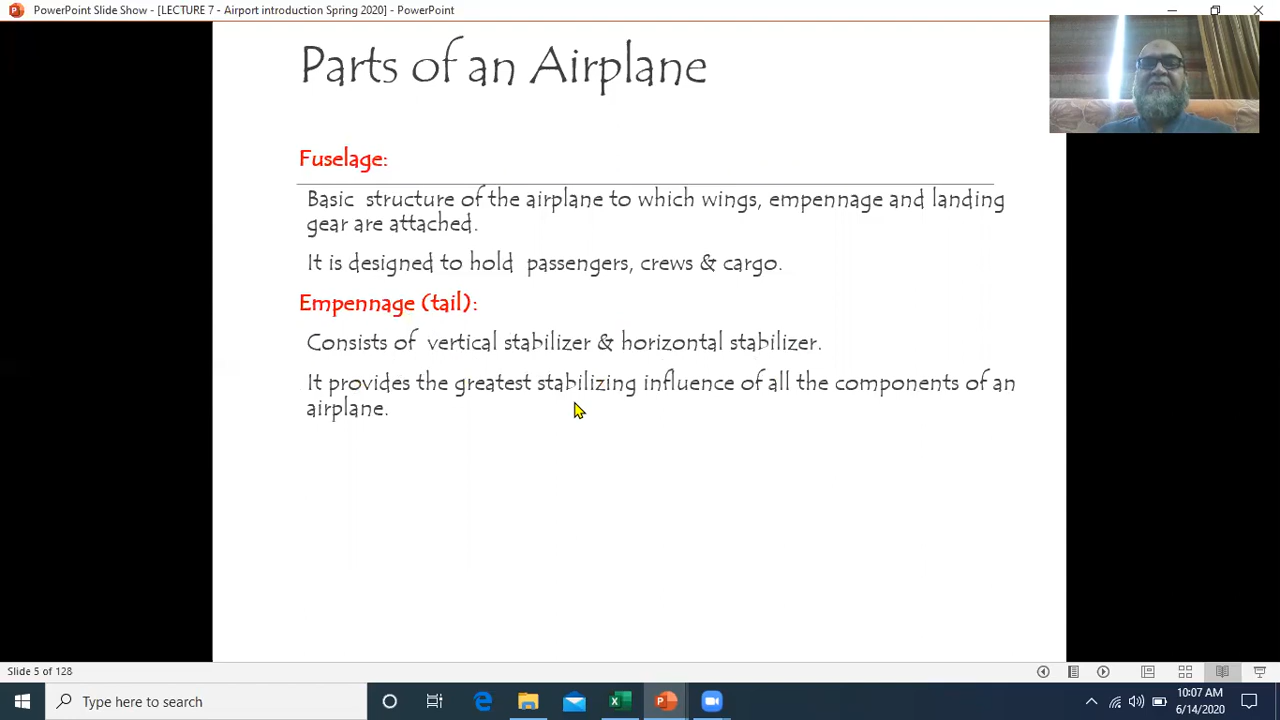 PowerPoint Slide Show - [LECTURE 7 - Airport introduction Spring 2020] - PowerPoint
Parts of an Airplane
Fuselage:
Basic structure of the airplane to which wings, empennage and landing
gear are attached.
It is designed to hold passengers, crews & cargo.
Empennage (tail):
Consists of vertical stabilizer & horizontal stabilizer.
It provides the greatest stabilizing influence of all the components of an
airplane.
Slide 5 of 128
Type here to search
10:07 AM
6/14/2020